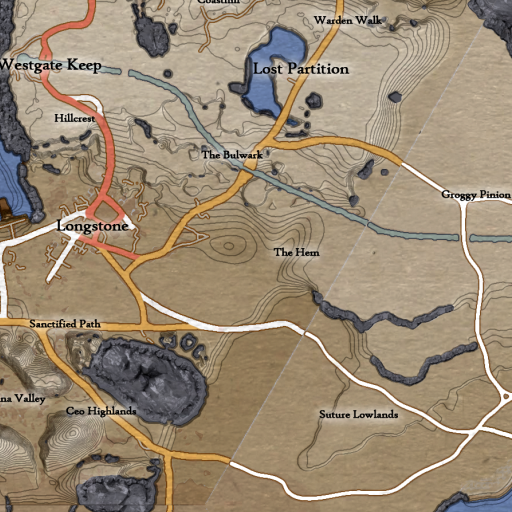 Warden Walk
Westgate Keep
Lost Partition
Hillcrest
The Bulwark
Groggy Pinion
Longstone
The Hem
Sanctified Path
Ceo Highlands
Suture Lowlands
Valley